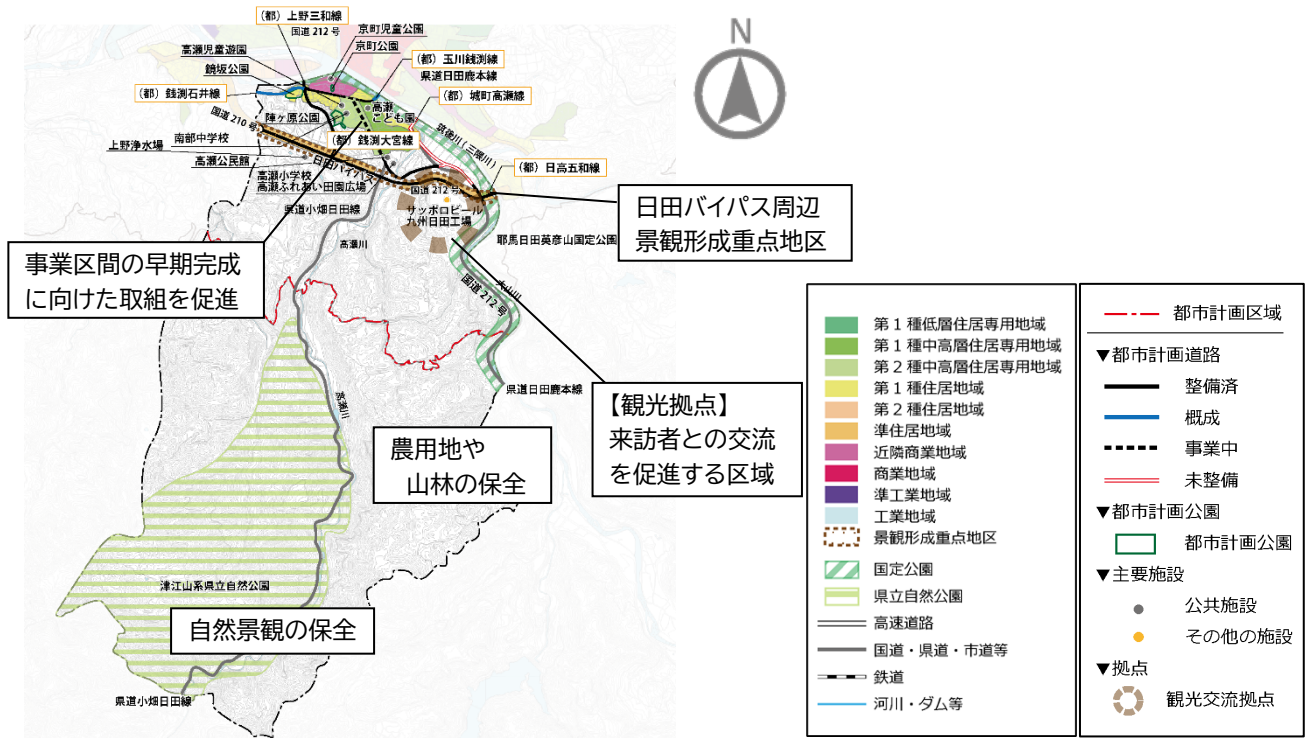 (都)上野三和線
国道212号
京町児童公園
京町公園
高瀬児童遊園
鏡坂公園
(都)玉川銭渕線
県道日田鹿本線
(都)銭渕石井線
(都)城町高瀬線
国道210号
陣ヶ原公園
高瀬
こども園
筑後川(三隈川)
南部中学校
(都)銭渕大宮線
上野浄水場
高瀬公民館
日田バイパス
(都)日高五和線
高瀬小学校
高瀬ふれあい田園広場
国道212号
県道小畑日田線
サッポロビール
九州日田工場
高瀬川
耶馬日田英彦山国定公園
日田バイパス周辺
景観形成重点地区
事業区間の早期完成
に向けた取組を促進
大山川
国道212号
県道日田鹿本線
高瀬川
【観光拠点】
来訪者との交流
を促進する区域
農用地や
山林の保全
津江山系県立自然公園
自然景観の保全
県道小畑日田線
N
第1種低層住居専用地域
第1種中高層住居専用地域
第2種中高層住居専用地域
第1種住居地域
第2種住居地域
準住居地域
近隣商業地域
商業地域
準工業地域
工業地域
景観形成重点地区
国定公園
県立自然公園
高速道路
国道・県道・市道等
鉄道
河川・ダム等
都市計画区域
▼都市計画道路
整備済
概成
事業中
未整備
▼都市計画公園
都市計画公園
▼主要施設
公共施設
その他の施設
▼拠点
観光交流拠点